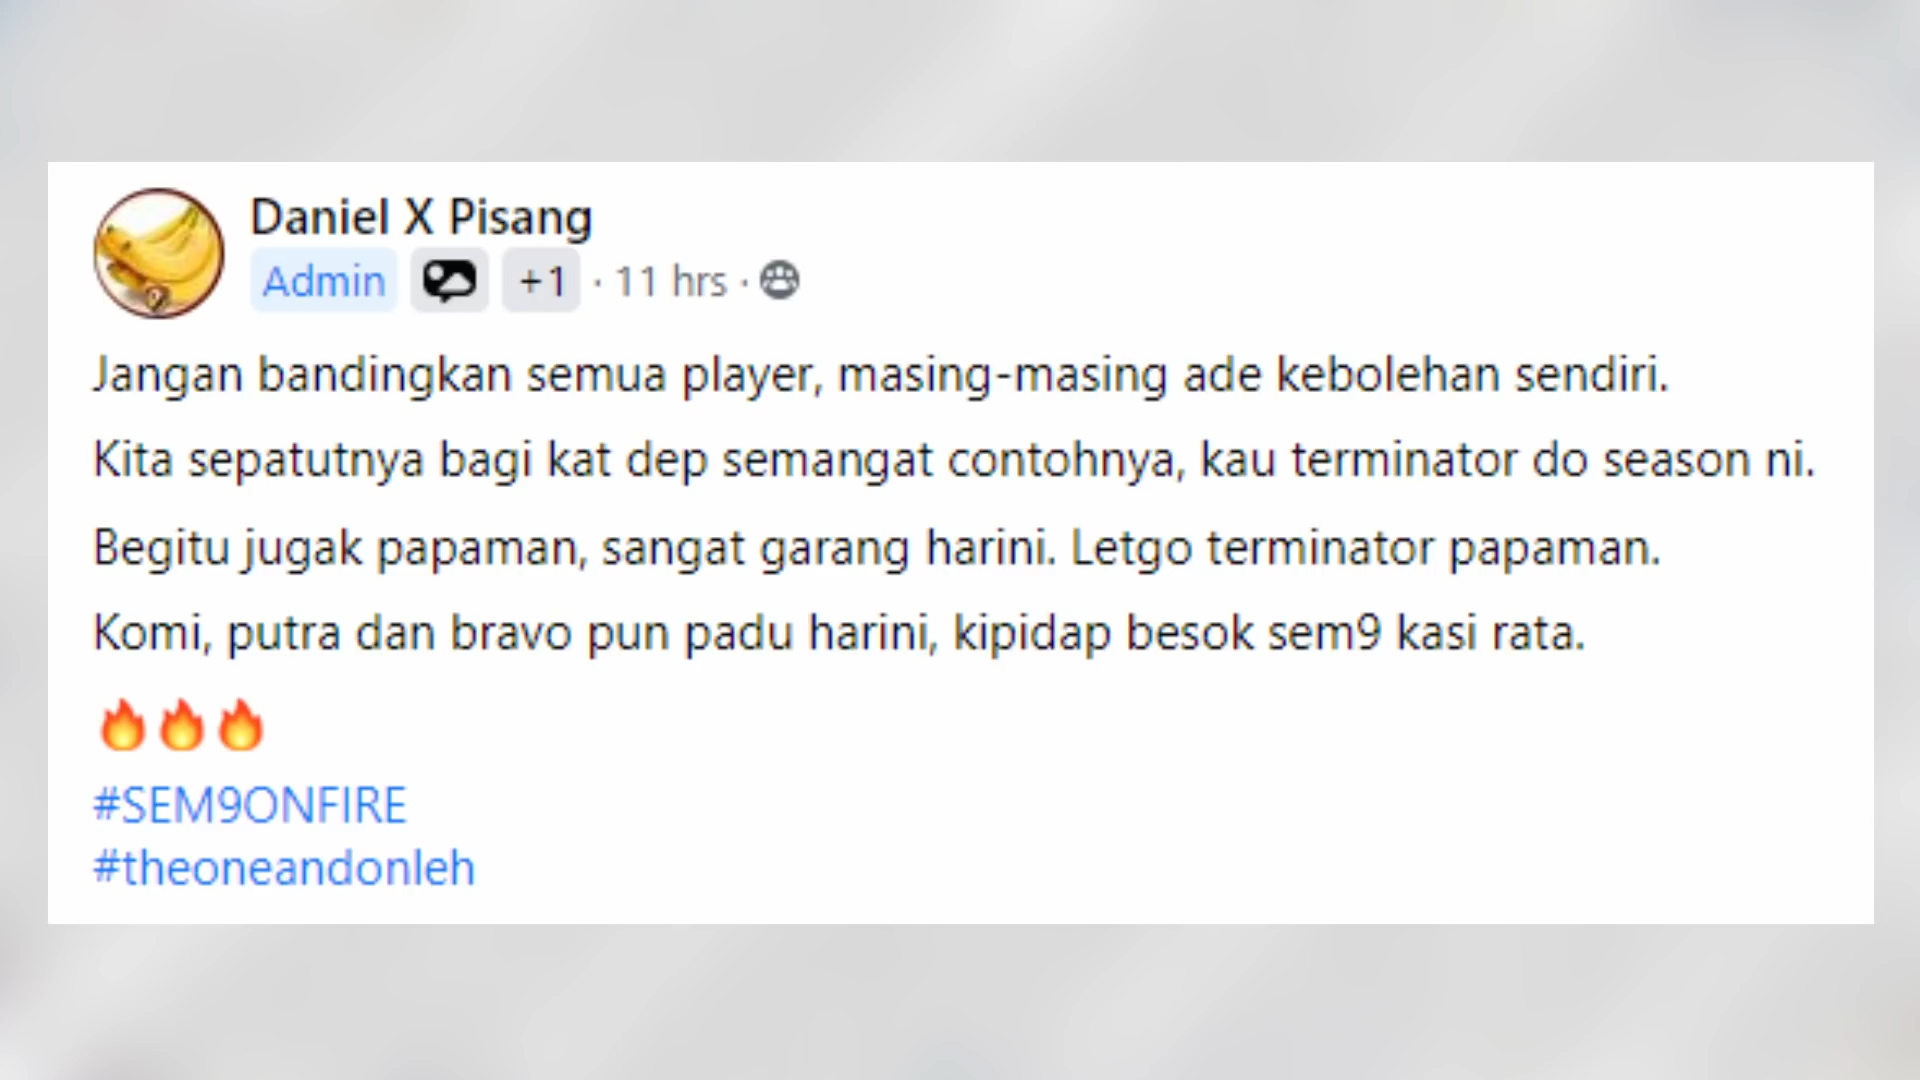 Daniel X Pisang
Admin +1 · 11 hrs ·
Jangan bandingkan semua player, masing-masing ade kebolehan sendiri.
Kita sepatutnya bagi kat dep semangat contohnya, kau terminator do season ni.
Begitu jugak papaman, sangat garang harini. Letgo terminator papaman.
Komi, putra dan bravo pun padu harini, kipidap besok sem9 kasi rata.
🔥🔥🔥
#SEM9ONFIRE
#theoneandonleh